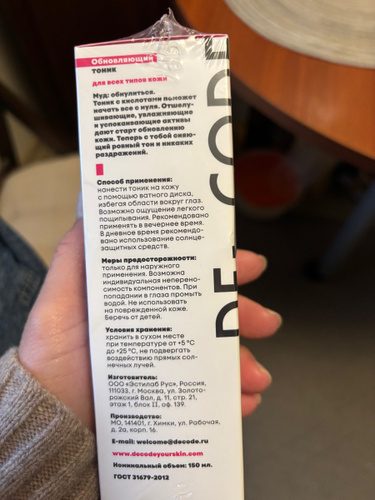 Обновляющий
тоник
для всех типов кожи
Муд: обнулиться.
Тоник с кислотами поможет
начать все с нуля. Отшелу-
шивающие, увлажняющие
и успокаивающие активы
дают старт обновлению
кожи. Теперь с тобой сияю-
щий ровный тон и никаких
раздражений.
Способ применения:
нанести тоник на кожу
с помощью ватного диска,
избегая области вокруг глаз.
Возможно ощущение легкого
пощипывания. Рекомендовано
применять в вечернее время.
В дневное время рекомендо-
вано использование солнце-
защитных средств.
Меры предосторожности:
только для наружного
применения. Возможна
индивидуальная неперено-
симость компонентов. При
попадании в глаза промыть
водой. Не использовать
на поврежденной коже.
Беречь от детей.
Условия хранения:
хранить в сухом месте
при температуре от +5 °C
до +25 °C, не подвергать
воздействию прямых сол-
нечных лучей.
Изготовитель:
ООО «Эстилаб Рус», Россия,
111033, г. Москва, ул. Золото-
рожский Вал, д. 11, стр. 21,
этаж 1, блок II, оф. 139.
Производство:
МО, 141401, г. Химки, ул. Рабочая,
д. 2а, корп. 16.
E-mail: welcome@decode.ru
www.decodeyourskin.com
Номинальный объем: 150 мл.
ГОСТ 31679-2012
DE_CODE